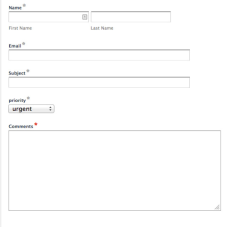 Name *
First Name Last Name
Email *
Subject *
priority *
urgent
Comments *